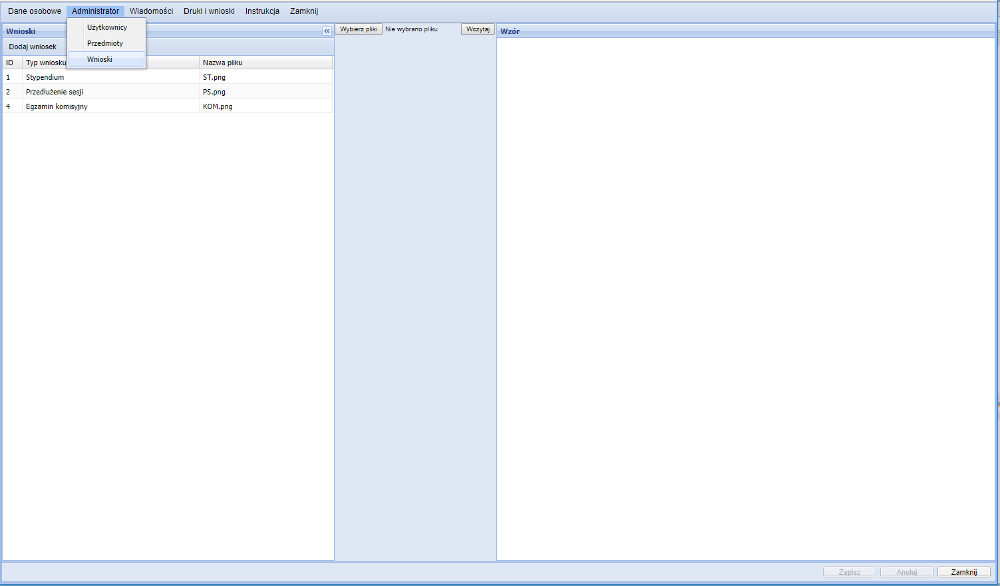 Dane osobowe Administrator Wiadomości Druki i wnioski Instrukcja Zamknij
Użytkownicy
Przedmioty
Wnioski
Wnioski
Dodaj wniosek
ID Typ wniosku Nazwa pliku
1 Stypendium ST.png
2 Przedłużenie sesji PS.png
4 Egzamin komisyjny KOM.png
Wybierz pliki Nie wybrano pliku Wczytaj
Wzór
Zapisz Anuluj Zamknij